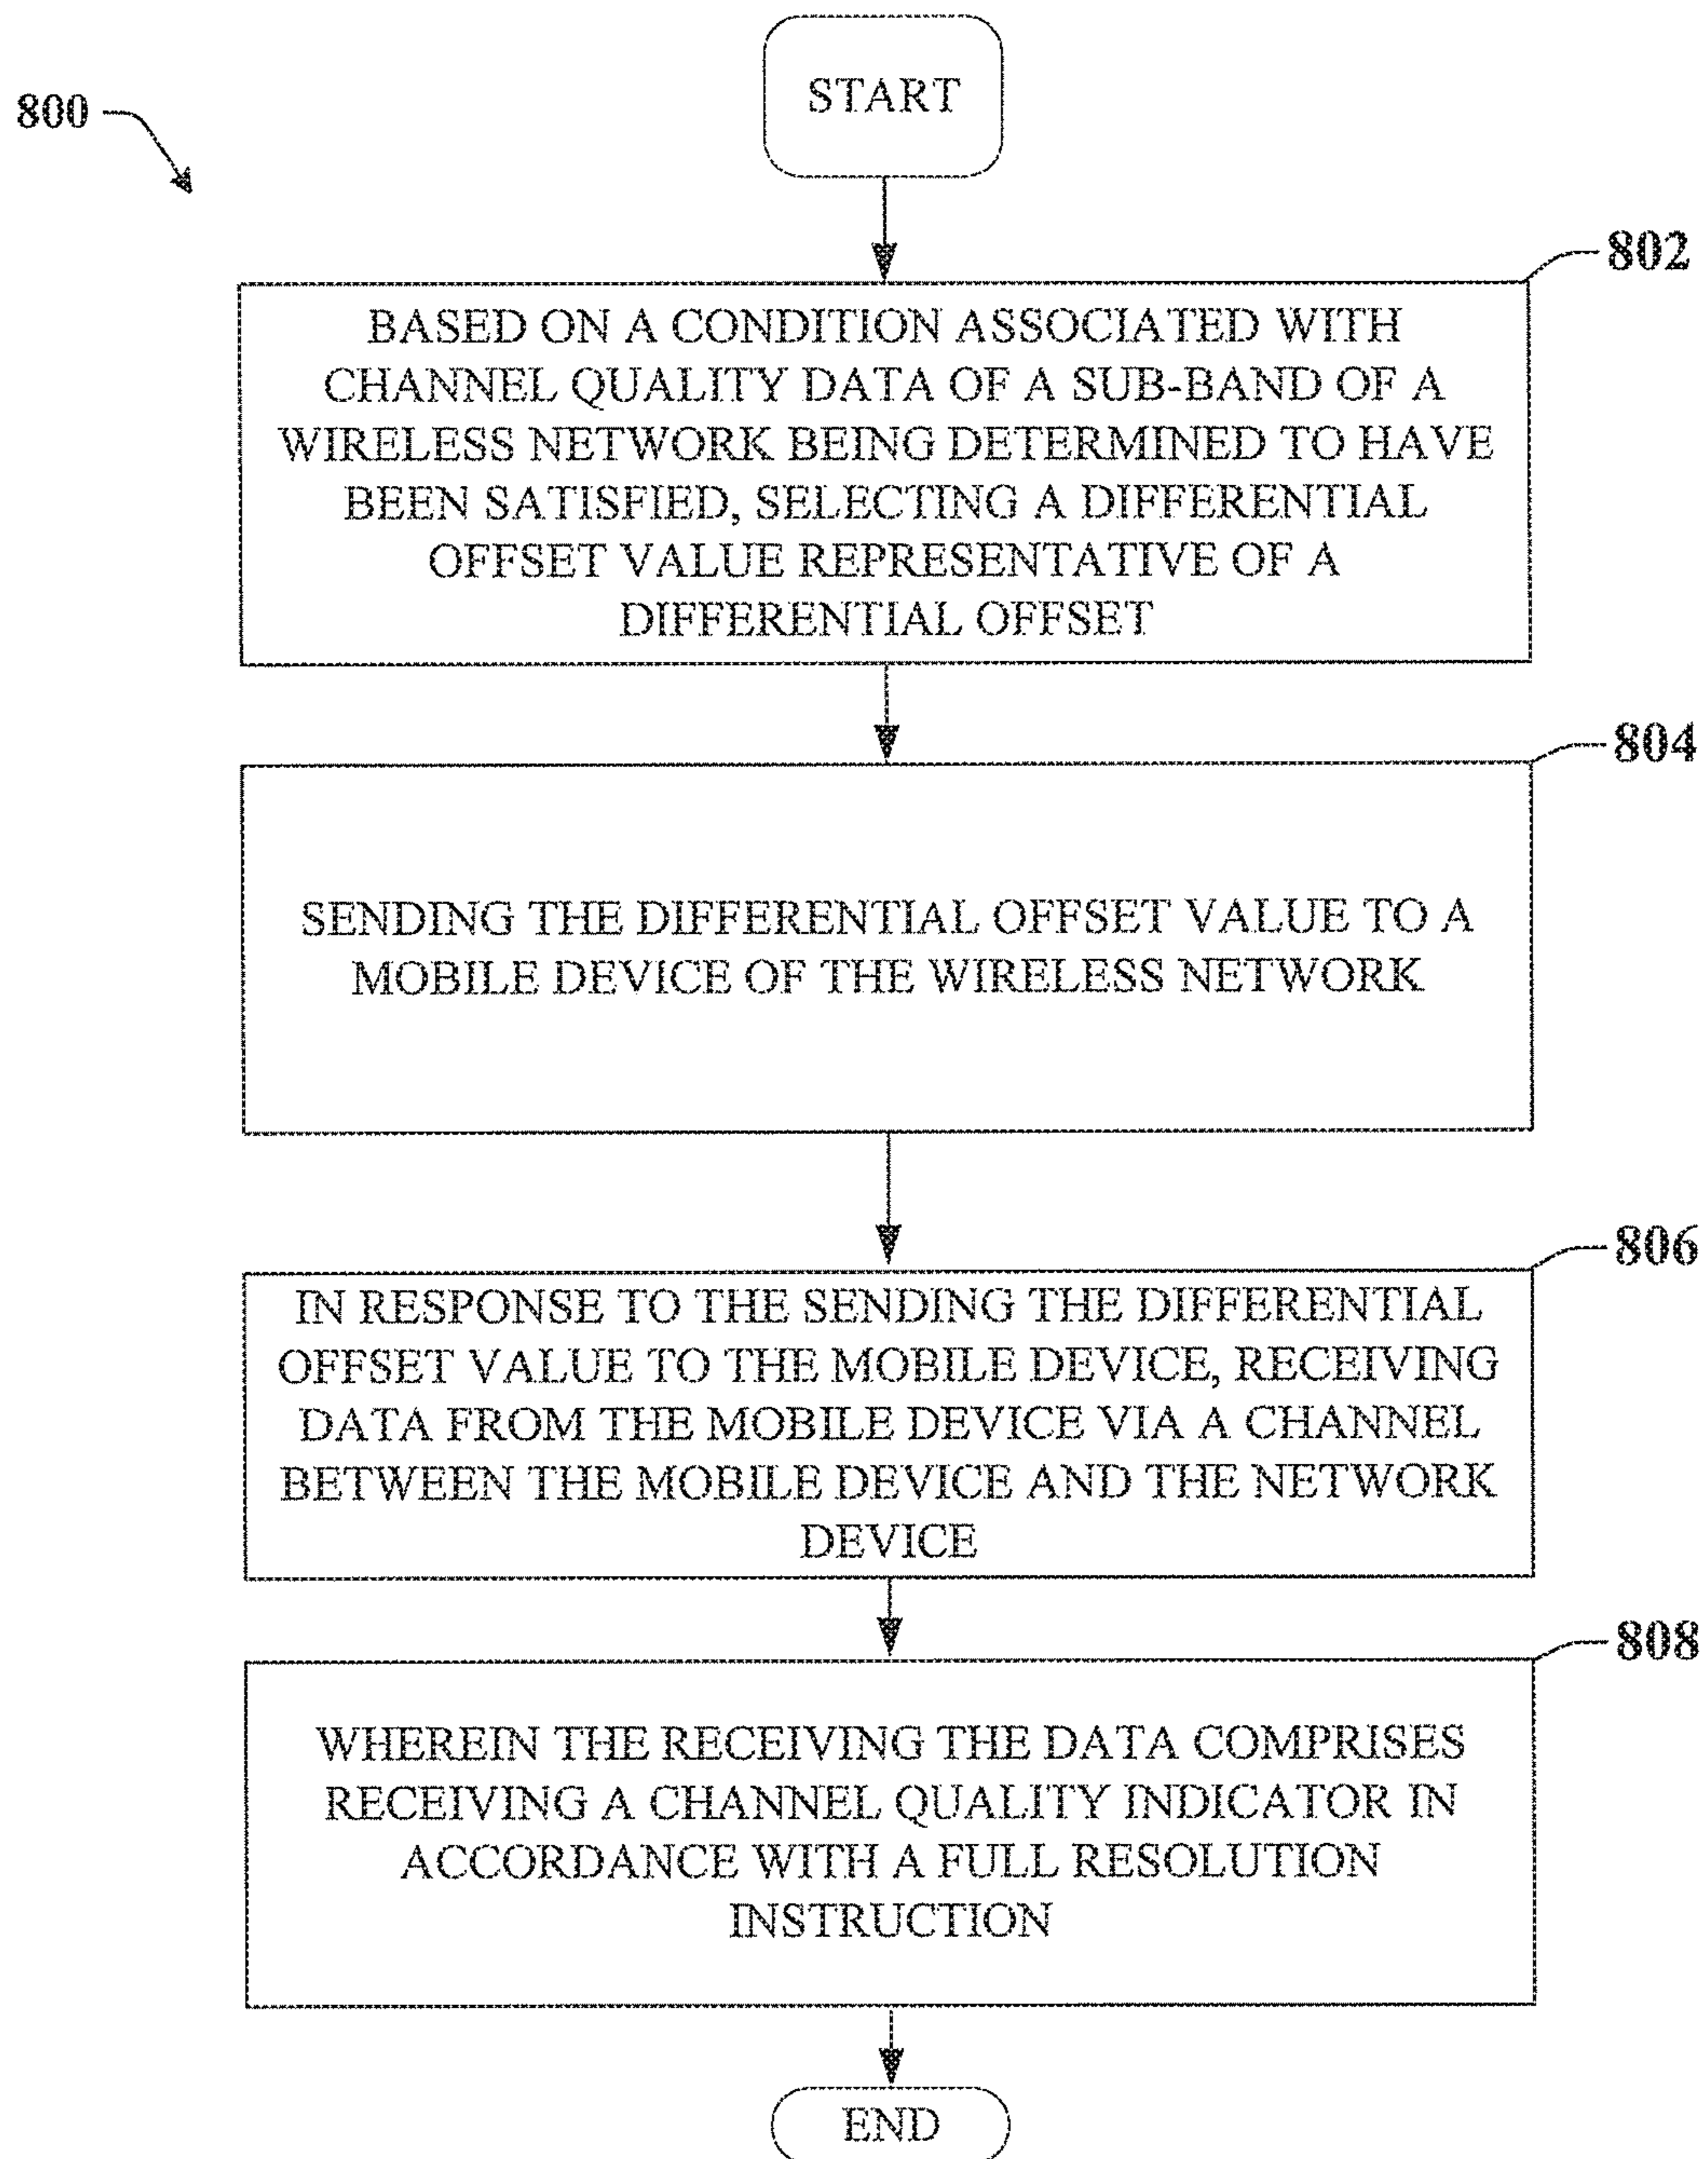 START
800
802
BASED ON A CONDITION ASSOCIATED WITH
CHANNEL QUALITY DATA OF A SUB-BAND OF A
WIRELESS NETWORK BEING DETERMINED TO HAVE
BEEN SATISFIED, SELECTING A DIFFERENTIAL
OFFSET VALUE REPRESENTATIVE OF A
DIFFERENTIAL OFFSET
804
SENDING THE DIFFERENTIAL OFFSET VALUE TO A
MOBILE DEVICE OF THE WIRELESS NETWORK
806
IN RESPONSE TO THE SENDING THE DIFFERENTIAL
OFFSET VALUE TO THE MOBILE DEVICE, RECEIVING
DATA FROM THE MOBILE DEVICE VIA A CHANNEL
BETWEEN THE MOBILE DEVICE AND THE NETWORK
DEVICE
808
WHEREIN THE RECEIVING THE DATA COMPRISES
RECEIVING A CHANNEL QUALITY INDICATOR IN
ACCORDANCE WITH A FULL RESOLUTION
INSTRUCTION
END